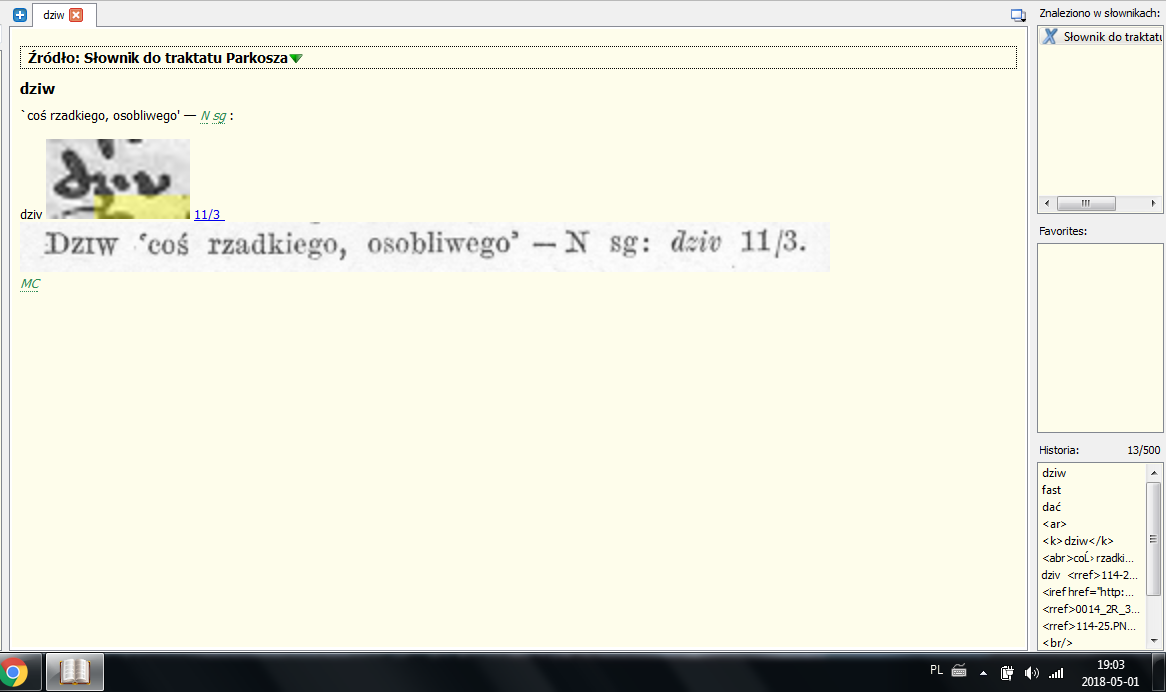 dziw
Znaleziono w słownikach:
Słownik do traktatu
Źródło: Słownik do traktatu Parkosza
dziw
`coś rzadkiego, osobliwego' — N sg :
dziw
dziv 11/3
Dziw ‘coś rzadkiego, osobliwego’ — N sg: dziv 11/3.
MC
Favorites:
Historia: 13/500
dziw
fast
dać
<ar>
<k>dziw</k>
<abr>coĹ› rzadki...
dziv <rref>114-2...
<iref href="http:...
<rref>0014_2R_3...
<rref>114-25.PN...
<br/>
PL
19:03
2018-05-01